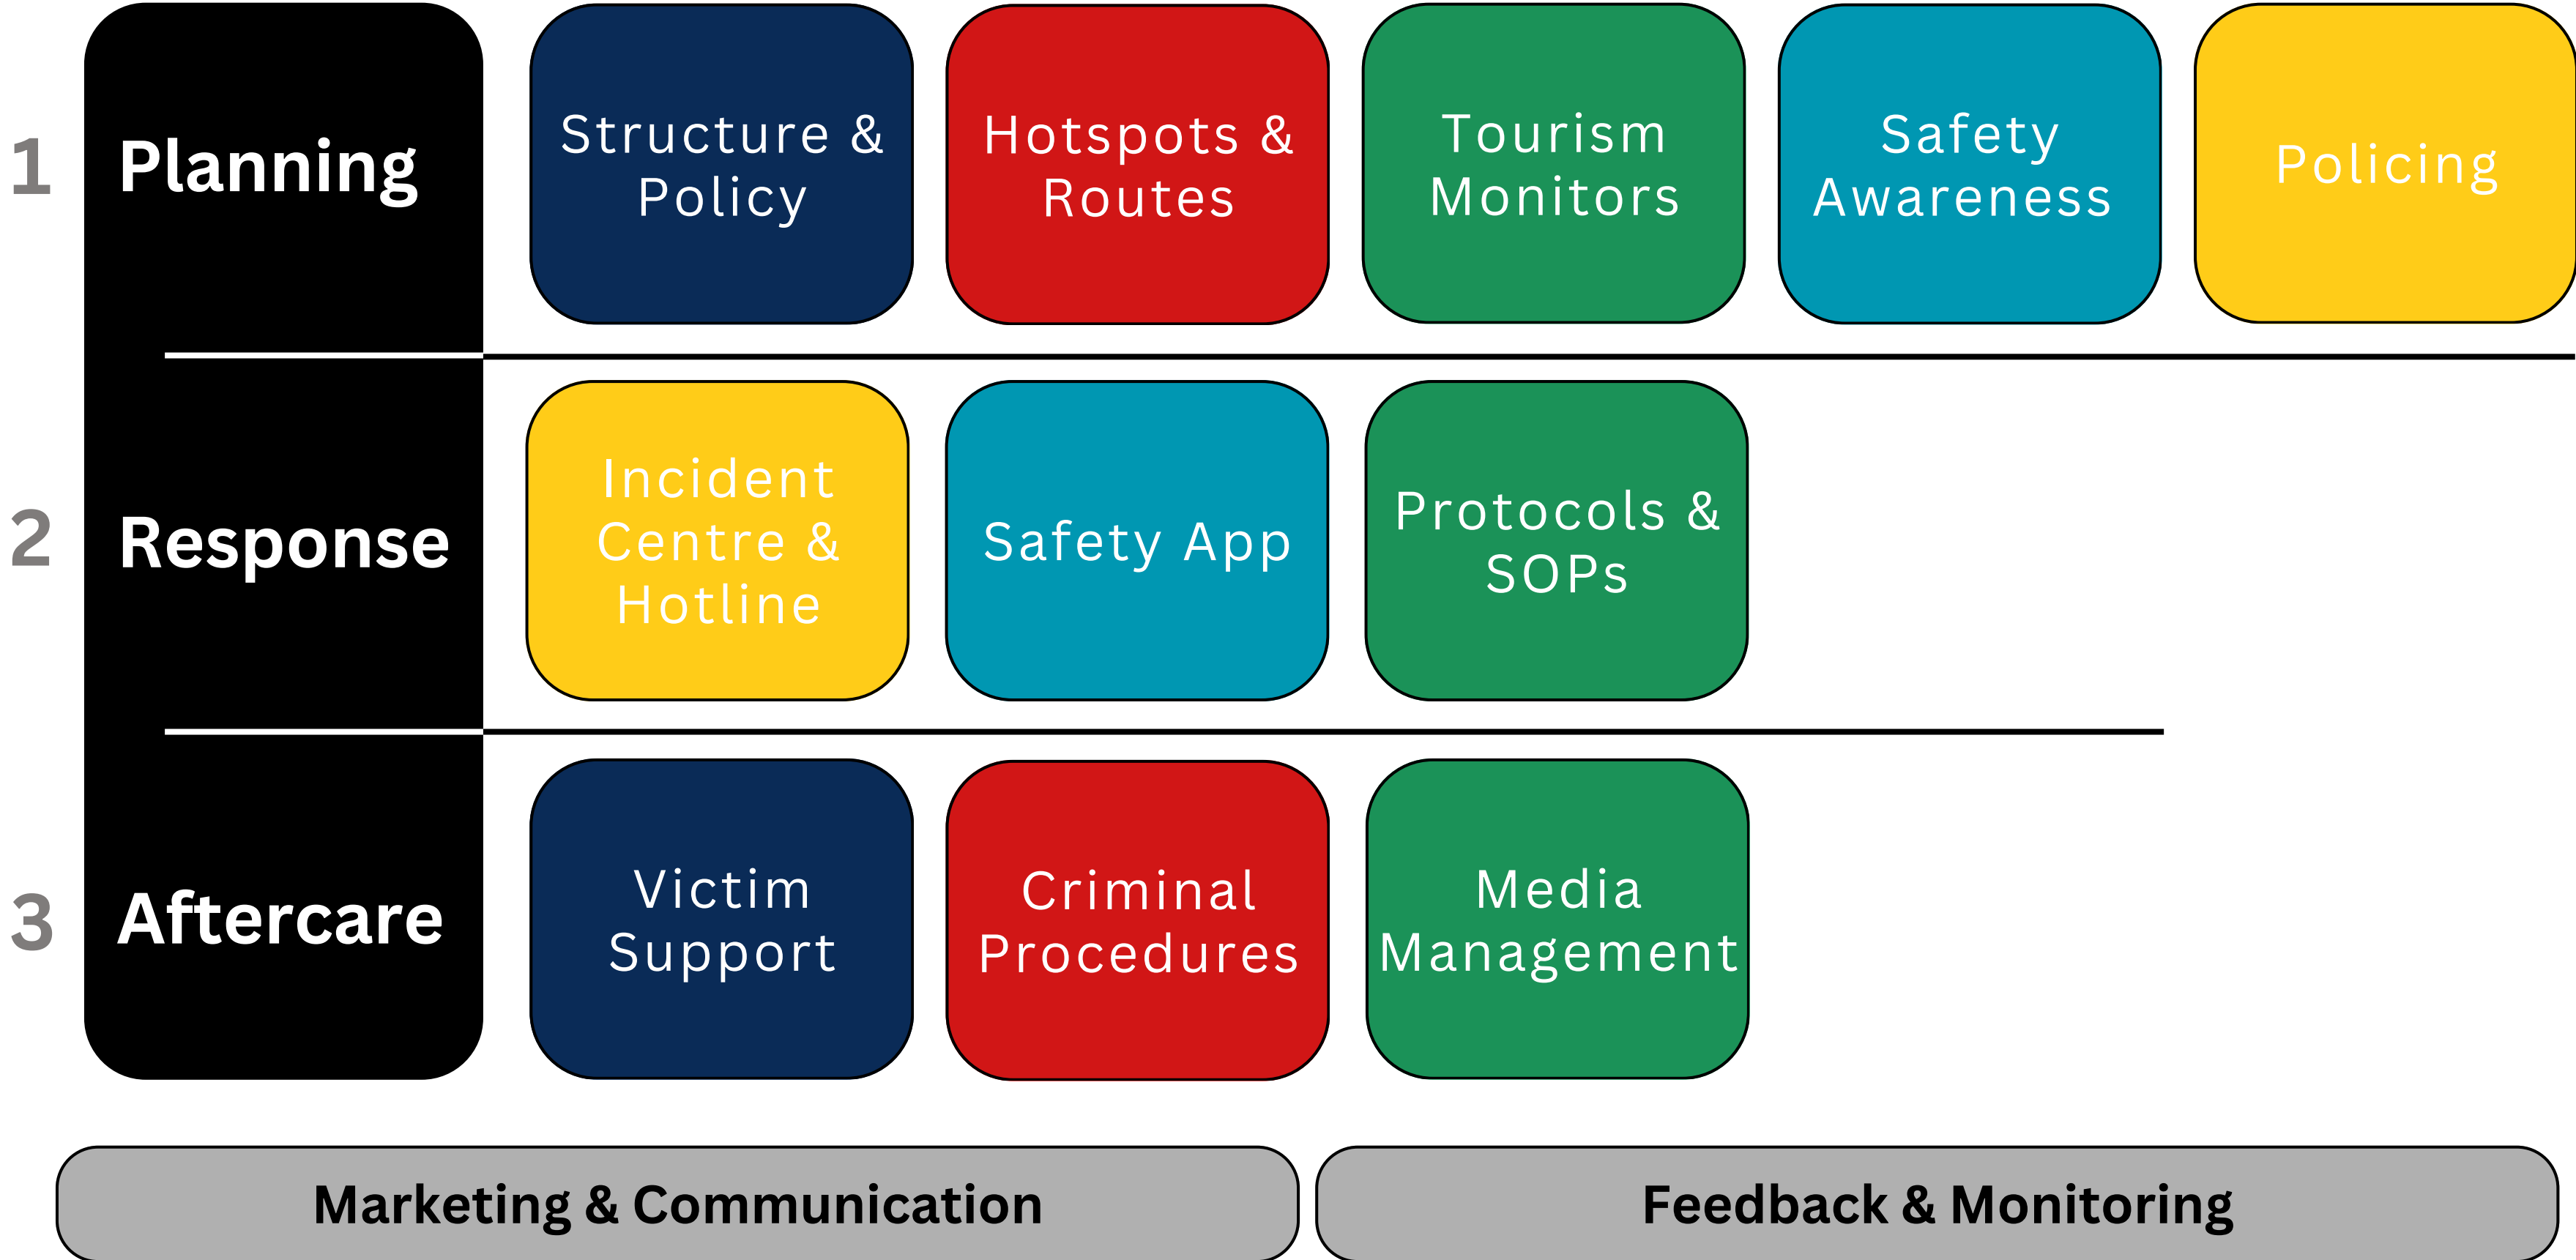 1
Planning
Structure &
Policy
Hotspots &
Routes
Tourism
Monitors
Safety
Awareness
Policing
2
Response
Incident
Centre &
Hotline
Safety App
Protocols &
SOPs
3
Aftercare
Victim
Support
Criminal
Procedures
Media
Management
Marketing & Communication
Feedback & Monitoring